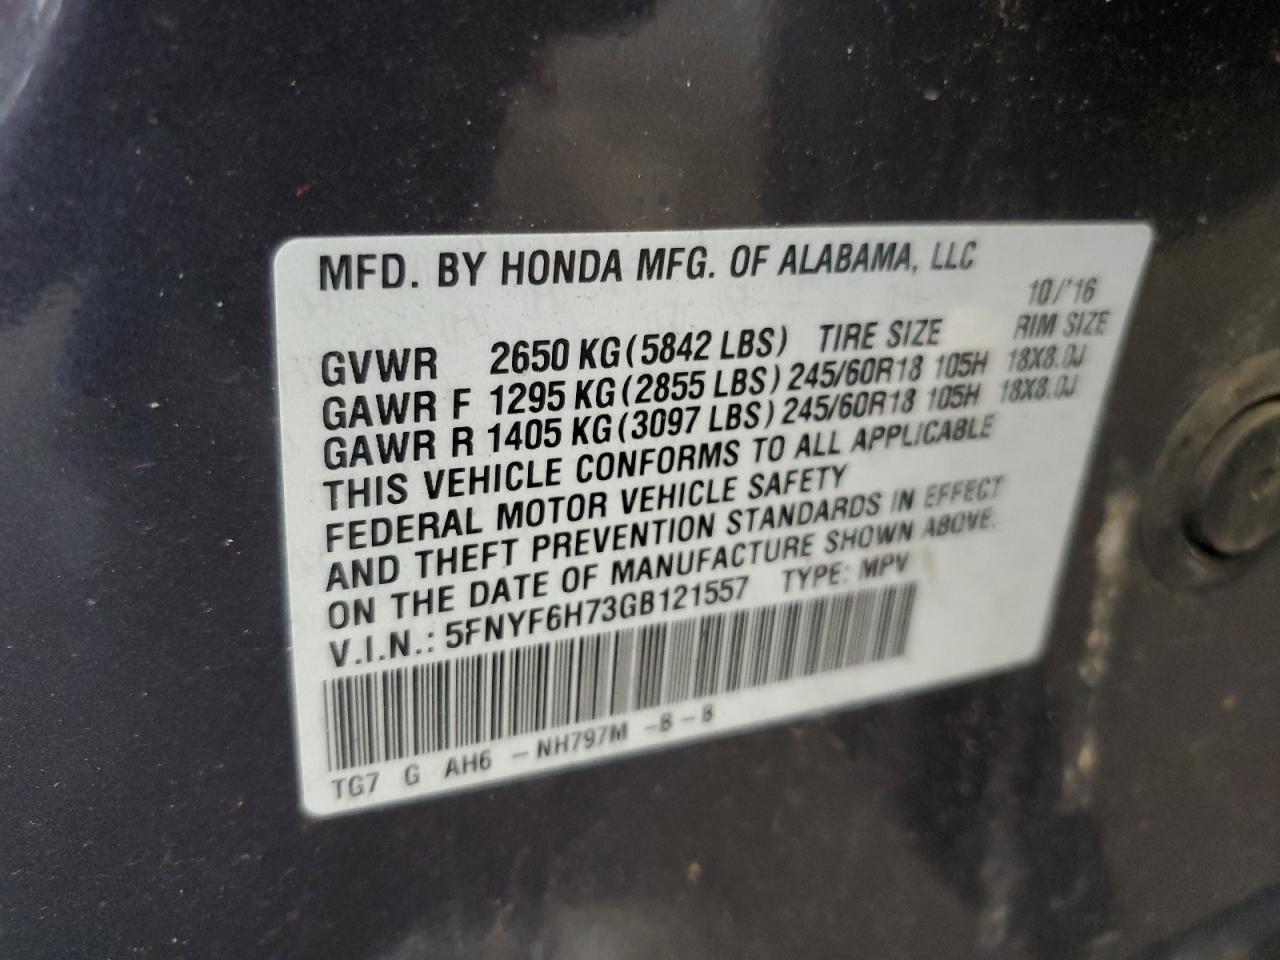 MFD. BY HONDA MFG. OF ALABAMA, LLC
10/'16
GVWR 2650 KG (5842 LBS) TIRE SIZE RIM SIZE
GAWR F 1295 KG (2855 LBS) 245/60R18 105H 18X8.0J
GAWR R 1405 KG (3097 LBS) 245/60R18 105H 18X8.0J
THIS VEHICLE CONFORMS TO ALL APPLICABLE
FEDERAL MOTOR VEHICLE SAFETY
AND THEFT PREVENTION STANDARDS IN EFFECT
ON THE DATE OF MANUFACTURE SHOWN ABOVE.
V.I.N.: 5FNYF6H73GB121557 TYPE: MPV
TG7 G AH6 - NH797M -B-B